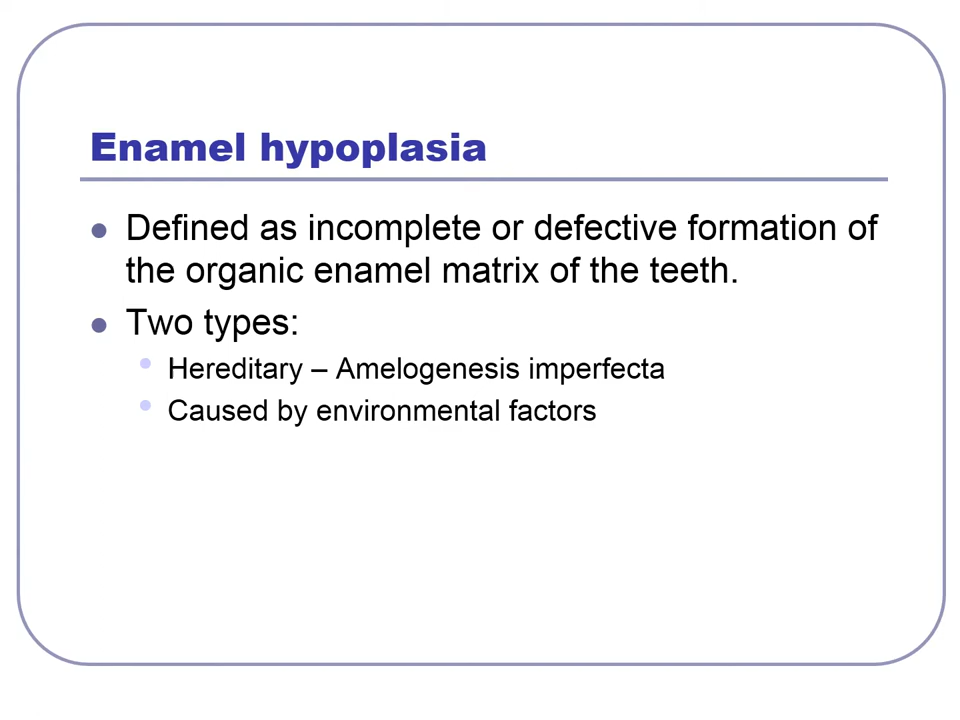 Enamel hypoplasia
Defined as incomplete or defective formation of
the organic enamel matrix of the teeth.
Two types:
Hereditary – Amelogenesis imperfecta
Caused by environmental factors